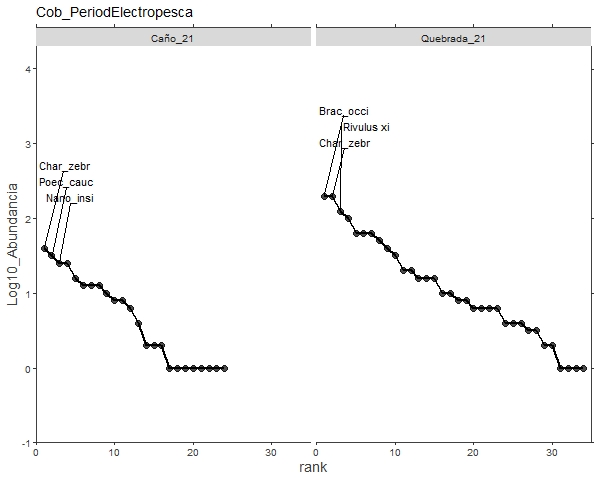 Cob_PeriodElectropesca
Caño_21
Quebrada_21
Log10_Abundancia
4
3
2
1
0
-1
Char_zebr
Poec_cauc
Nano_insi
Brac_occi
Rivulus xi
Char_zebr
0 10 20 30
0 10 20 30
rank